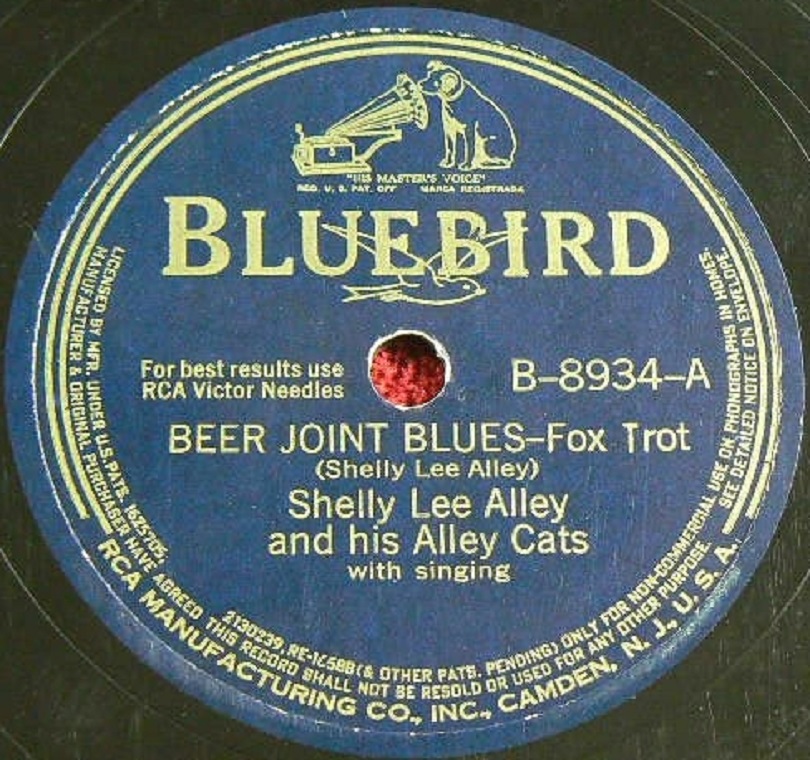 "HIS MASTER'S VOICE"
REG. U. S. PAT. OFF MARCA REGISTRADA
BLUEBIRD
For best results use
RCA Victor Needles
B-8934-A
BEER JOINT BLUES-Fox Trot
(Shelly Lee Alley)
Shelly Lee Alley
and his Alley Cats
with singing
LICENSED BY MFR. UNDER U.S. PATS. 1625705, 2130239, RE-16588 (& OTHER PATS. PENDING) ONLY FOR NON-COMMERCIAL USE ON PHONOGRAPHS IN HOMES.
MANUFACTURER & ORIGINAL PURCHASER HAVE AGREED THIS RECORD SHALL NOT BE RESOLD OR USED FOR ANY OTHER PURPOSE. SEE DETAILED NOTICE ON ENVELOPE.
RCA MANUFACTURING CO., INC., CAMDEN, N. J., U. S. A.